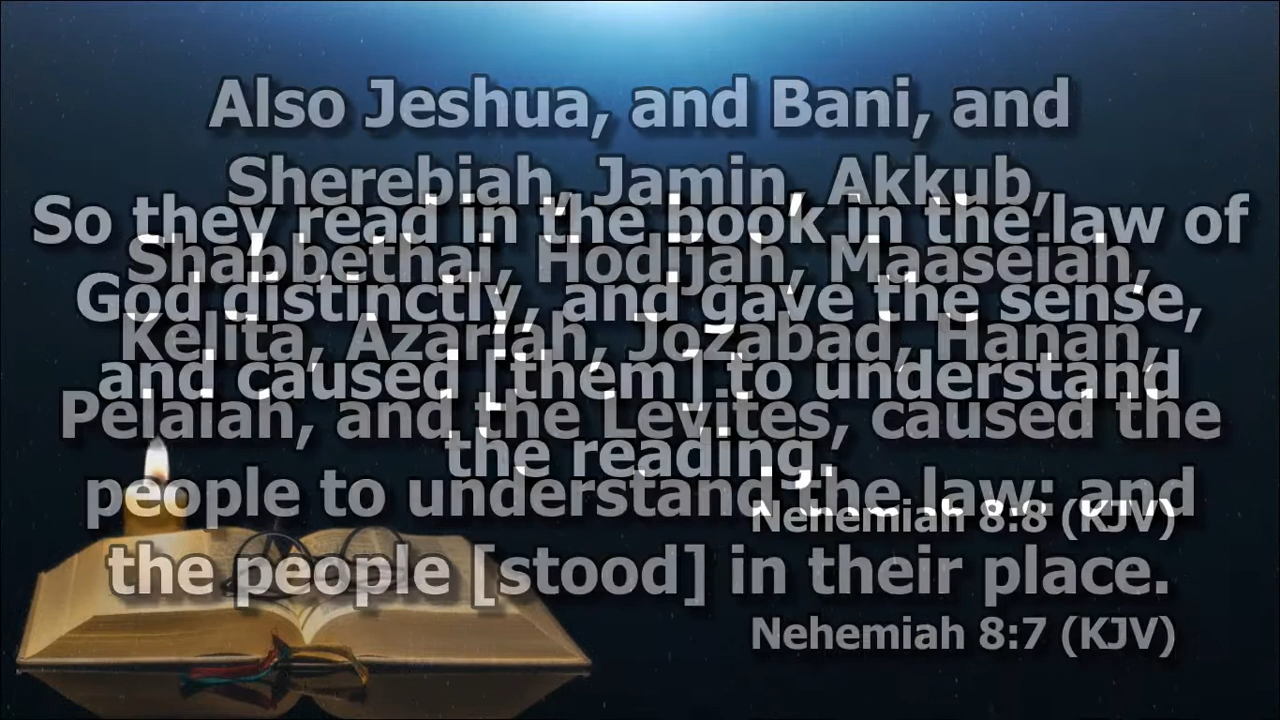 Also Jeshua, and Bani, and
Sherebiah, Jamin, Akkub,
Shabbethai, Hodijah, Maaseiah,
Kelita, Azariah, Jozabad, Hanan,
Pelaiah, and the Levites, caused the
people to understand the law: and
the people [stood] in their place.
Nehemiah 8:7 (KJV)
So they read in the book in the law of
God distinctly, and gave the sense,
and caused [them] to understand
the reading.
Nehemiah 8:8 (KJV)